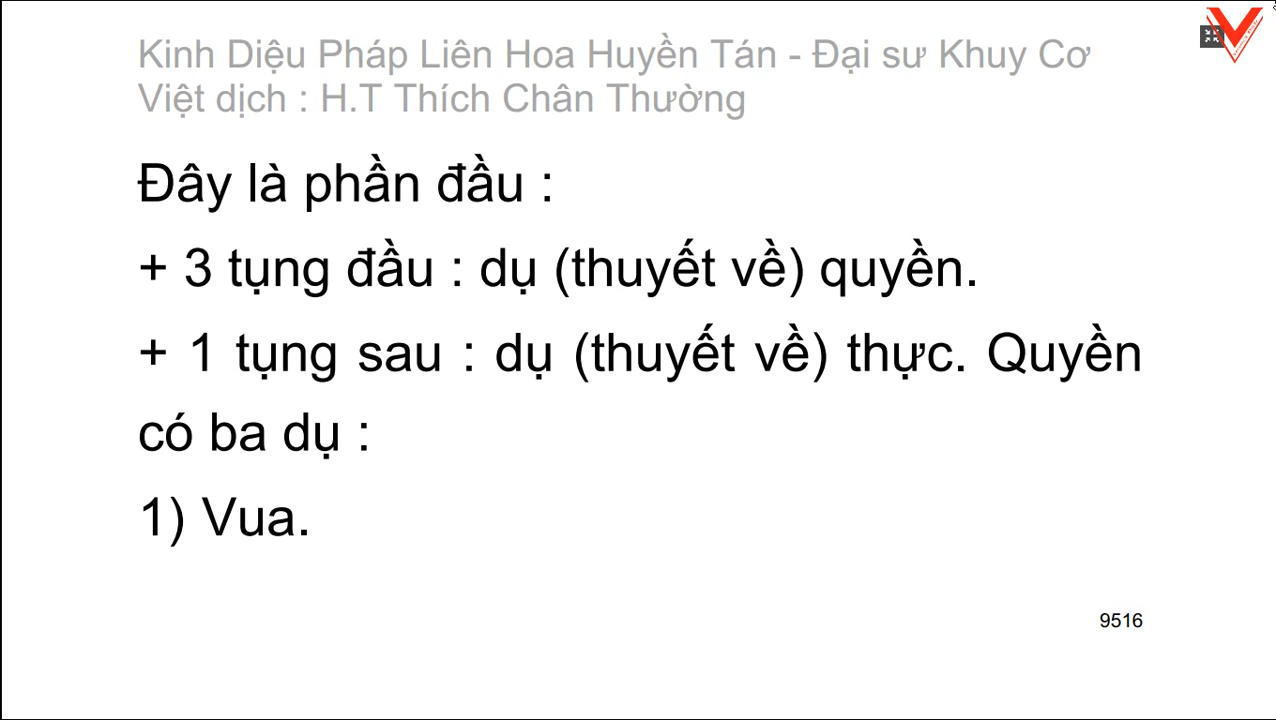 Kinh Diệu Pháp Liên Hoa Huyền Tán - Đại sư Khuy Cơ
Việt dịch : H.T Thích Chân Thường
Đây là phần đầu :
+ 3 tụng đầu : dụ (thuyết về) quyền.
+ 1 tụng sau : dụ (thuyết về) thực. Quyền
có ba dụ :
1) Vua.
9516